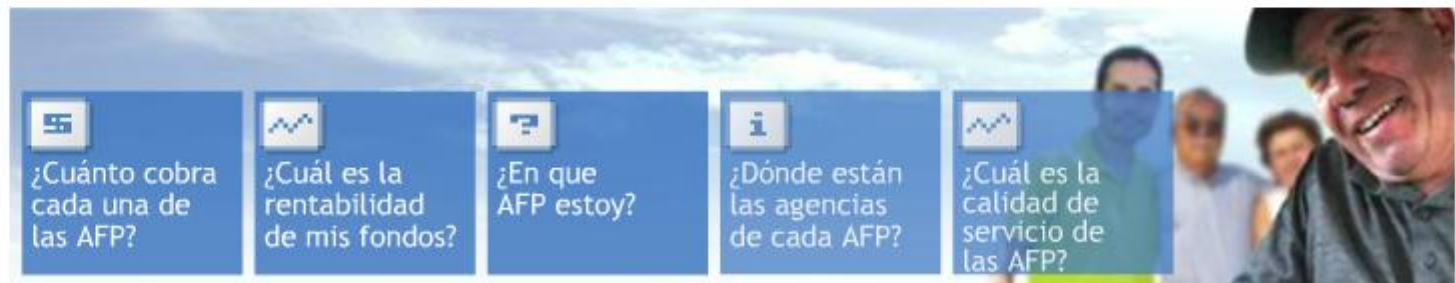 ¿Cuánto cobra
cada una de
las AFP?
¿Cuál es la
rentabilidad
de mis fondos?
¿En que
AFP estoy?
¿Dónde están
las agencias
de cada AFP?
¿Cuál es la
calidad de
servicio de
las AFP?